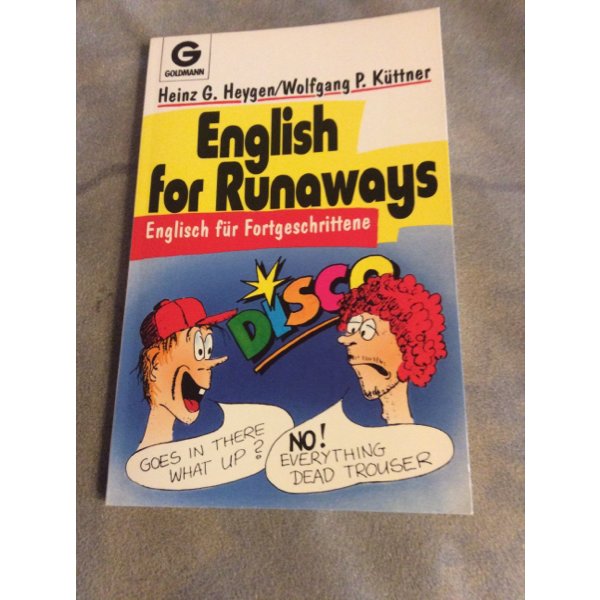 G
GOLDMANN
Heinz G. Heygen/Wolfgang P. Küttner
English
for Runaways
Englisch für Fortgeschrittene
DISCO
GOES IN THERE
WHAT UP?
NO!
EVERYTHING
DEAD TROUSER